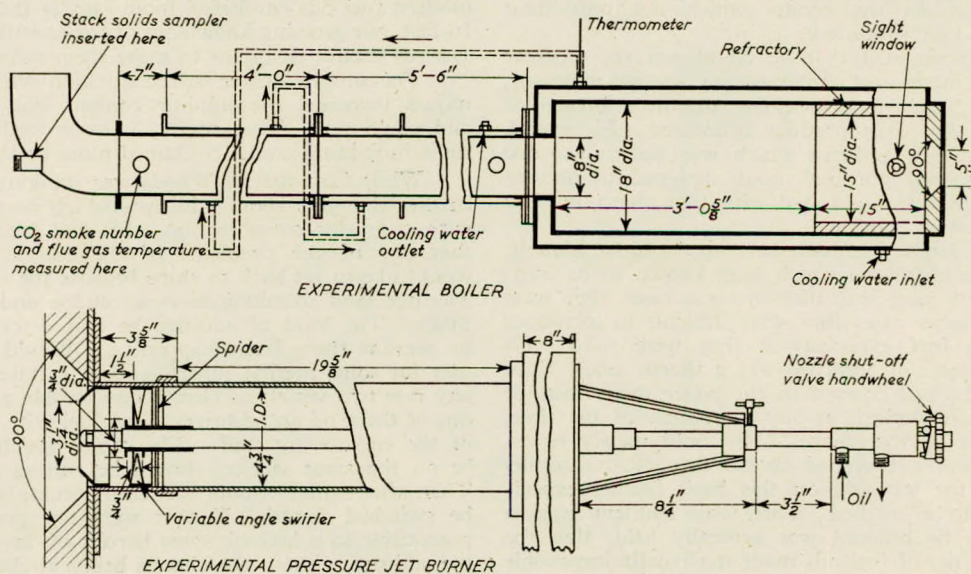 Stack solids sampler
inserted here
Thermometer
Sight
window
Refractory
7"
4'-0"
5'-6"
8"
dia.
18" dia.
15" dia.
90°
5"
3'-0 5/8"
15"
CO2 smoke number
and flue gas temperature
measured here
Cooling water
outlet
Cooling water inlet
EXPERIMENTAL BOILER
3 5/8"
1 1/2"
Spider
19 5/8"
8"
Nozzle shut-off
valve handwheel
90°
3 1/4"
dia.
4 3/4" I.D.
3/4"
Variable angle swirler
8 1/4"
3 1/2"
Oil
EXPERIMENTAL PRESSURE JET BURNER